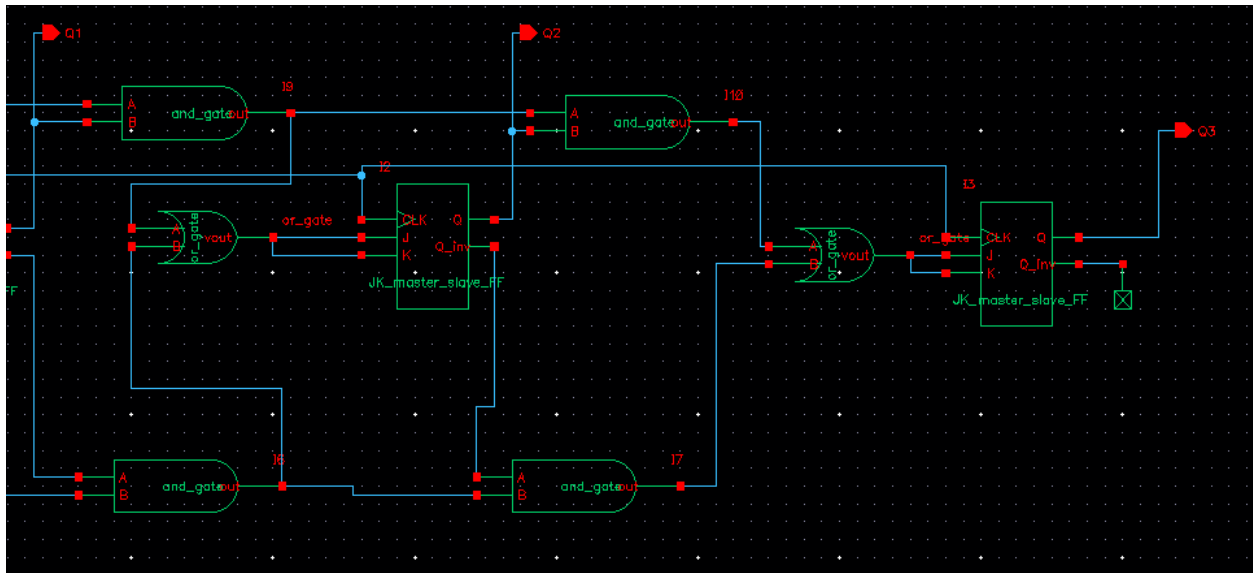 Q1
Q2
I9
A
and_gate
out
B
I10
A
and_gate
out
B
Q3
I2
I3
A
or_gate
B
vout
or_gate
CLK
Q
J
Q_inv
K
JK_master_slave_FF
FF
A
or_gate
B
vout
or_gate
CLK
Q
J
Q_inv
K
JK_master_slave_FF
I6
A
and_gate
out
B
I7
A
and_gate
out
B